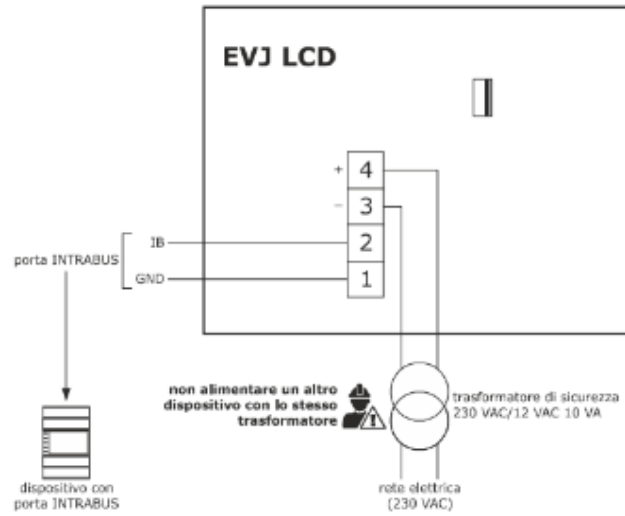 EVJ LCD
+ 4
– 3
IB 2
porta INTRABUS
GND 1
non alimentare un altro
dispositivo con lo stesso
trasformatore
trasformatore di sicurezza
230 VAC/12 VAC 10 VA
dispositivo con
porta INTRABUS
rete elettrica
(230 VAC)